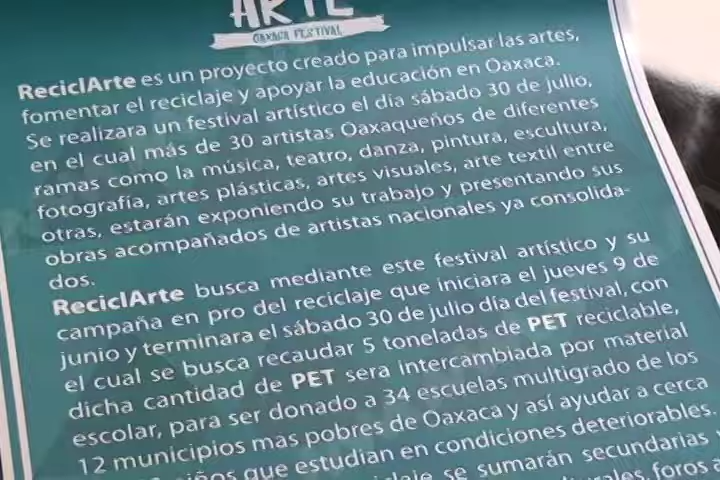 ARTE
OAXACA FESTIVAL
ReciclArte es un proyecto creado para impulsar las artes,
fomentar el reciclaje y apoyar la educación en Oaxaca.
Se realizara un festival artístico el día sábado 30 de julio,
en el cual más de 30 artistas Oaxaqueños de diferentes
ramas como la música, teatro, danza, pintura, escultura,
fotografía, artes plásticas, artes visuales, arte textil entre
otras, estarán exponiendo su trabajo y presentando sus
obras acompañados de artistas nacionales ya consolida-
dos.
ReciclArte busca mediante este festival artístico y su
campaña en pro del reciclaje que iniciara el jueves 9 de
junio y terminara el sábado 30 de julio día del festival, con
el cual se busca recaudar 5 toneladas de PET reciclable,
dicha cantidad de PET sera intercambiada por material
escolar, para ser donado a 34 escuelas multigrado de los
12 municipios más pobres de Oaxaca y así ayudar a cerca
que estudian en condiciones deteriorables.
se sumarán secundarias
foros